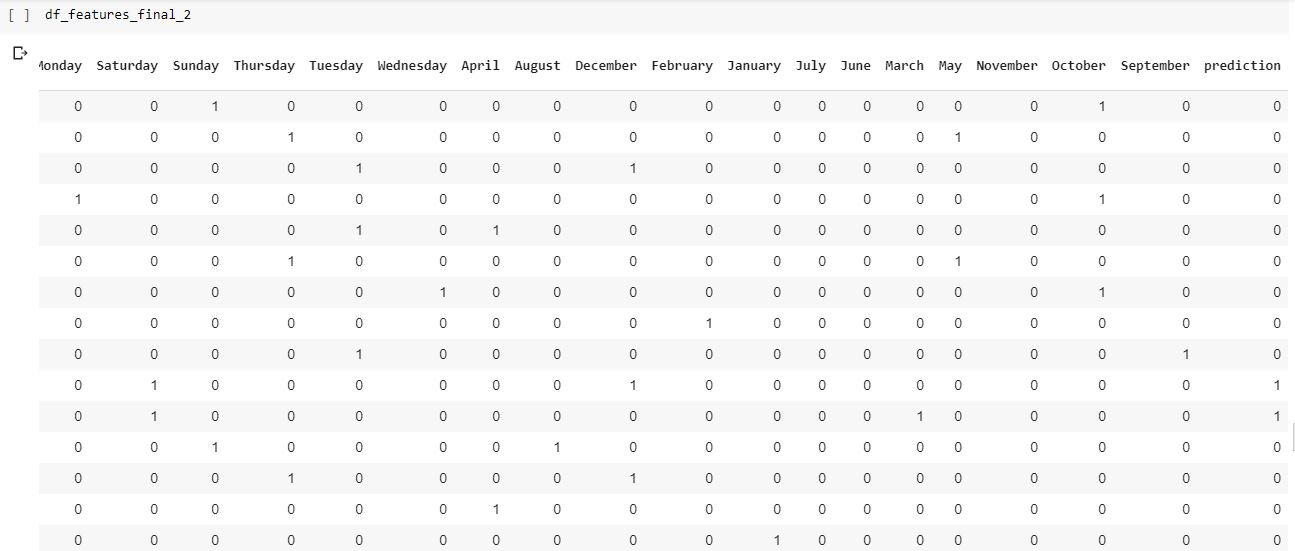 [ ] df_features_final_2
Monday Saturday Sunday Thursday Tuesday Wednesday April August December February January July June March May November October September prediction
0 0 1 0 0 0 0 0 0 0 0 0 0 0 0 0 1 0 0
0 0 0 1 0 0 0 0 0 0 0 0 0 0 1 0 0 0 0
0 0 0 0 1 0 0 0 1 0 0 0 0 0 0 0 0 0 0
1 0 0 0 0 0 0 0 0 0 0 0 0 0 0 0 1 0 0
0 0 0 0 1 0 1 0 0 0 0 0 0 0 0 0 0 0 0
0 0 0 1 0 0 0 0 0 0 0 0 0 0 1 0 0 0 0
0 0 0 0 0 1 0 0 0 0 0 0 0 0 0 0 1 0 0
0 0 0 0 0 0 0 0 0 1 0 0 0 0 0 0 0 0 0
0 0 0 0 1 0 0 0 0 0 0 0 0 0 0 0 0 1 0
0 1 0 0 0 0 0 0 1 0 0 0 0 0 0 0 0 0 1
0 1 0 0 0 0 0 0 0 0 0 0 0 1 0 0 0 0 1
0 0 1 0 0 0 0 1 0 0 0 0 0 0 0 0 0 0 0
0 0 0 1 0 0 0 0 1 0 0 0 0 0 0 0 0 0 0
0 0 0 0 0 0 1 0 0 0 0 0 0 0 0 0 0 0 0
0 0 0 0 0 0 0 0 0 0 1 0 0 0 0 0 0 0 0